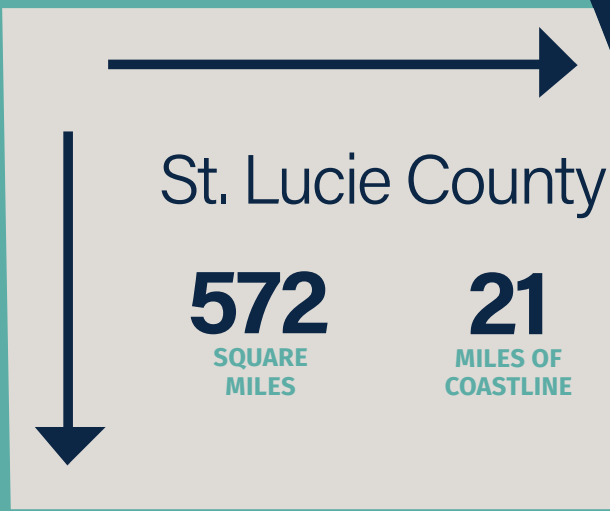 St. Lucie County
572
SQUARE
MILES
21
MILES OF
COASTLINE